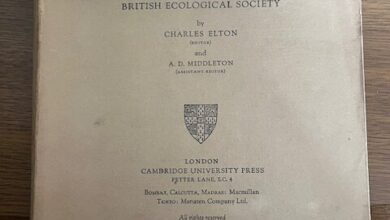 BRITISH ECOLOGICAL SOCIETY
by
CHARLES ELTON
(EDITOR)
and
A. D. MIDDLETON
(ASSISTANT EDITOR)
LONDON
CAMBRIDGE UNIVERSITY PRESS
FETTER LANE, E.C. 4
BOMBAY, CALCUTTA, MADRAS: Macmillan
TOKYO: Maruzen Company Ltd.
All rights reserved